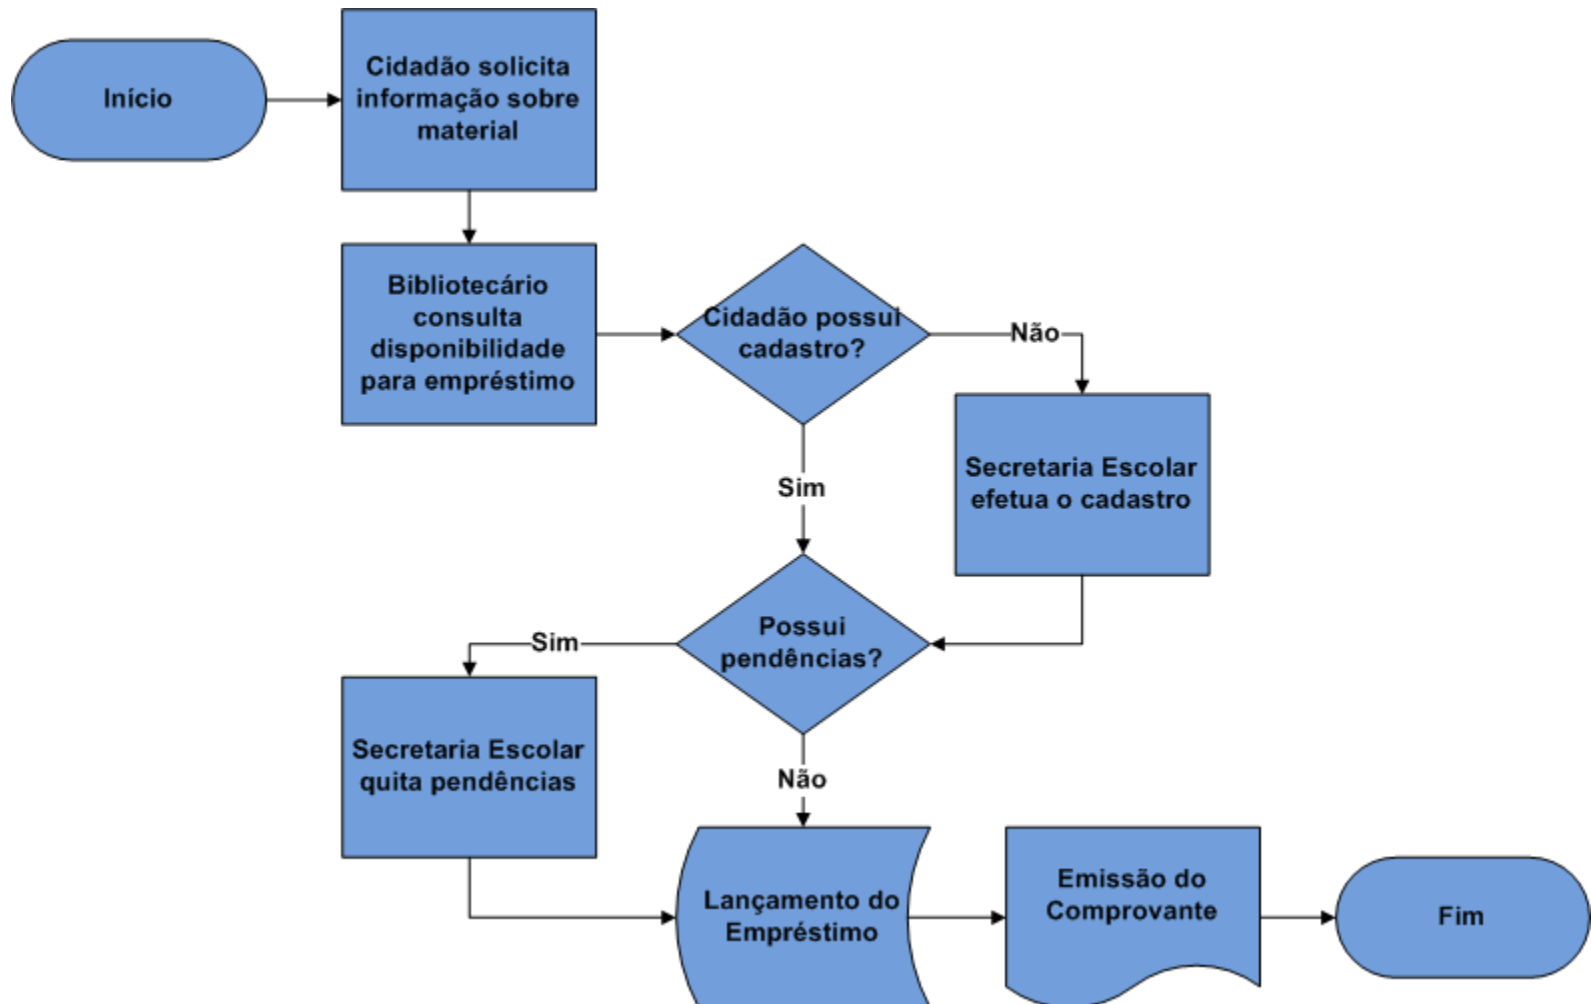 Início
Cidadão solicita
informação sobre
material
Bibliotecário
consulta
disponibilidade
para empréstimo
Cidadão possui
cadastro?
Não
Secretaria Escolar
efetua o cadastro
Sim
Possui
pendências?
Sim
Secretaria Escolar
quita pendências
Não
Lançamento do
Empréstimo
Emissão do
Comprovante
Fim